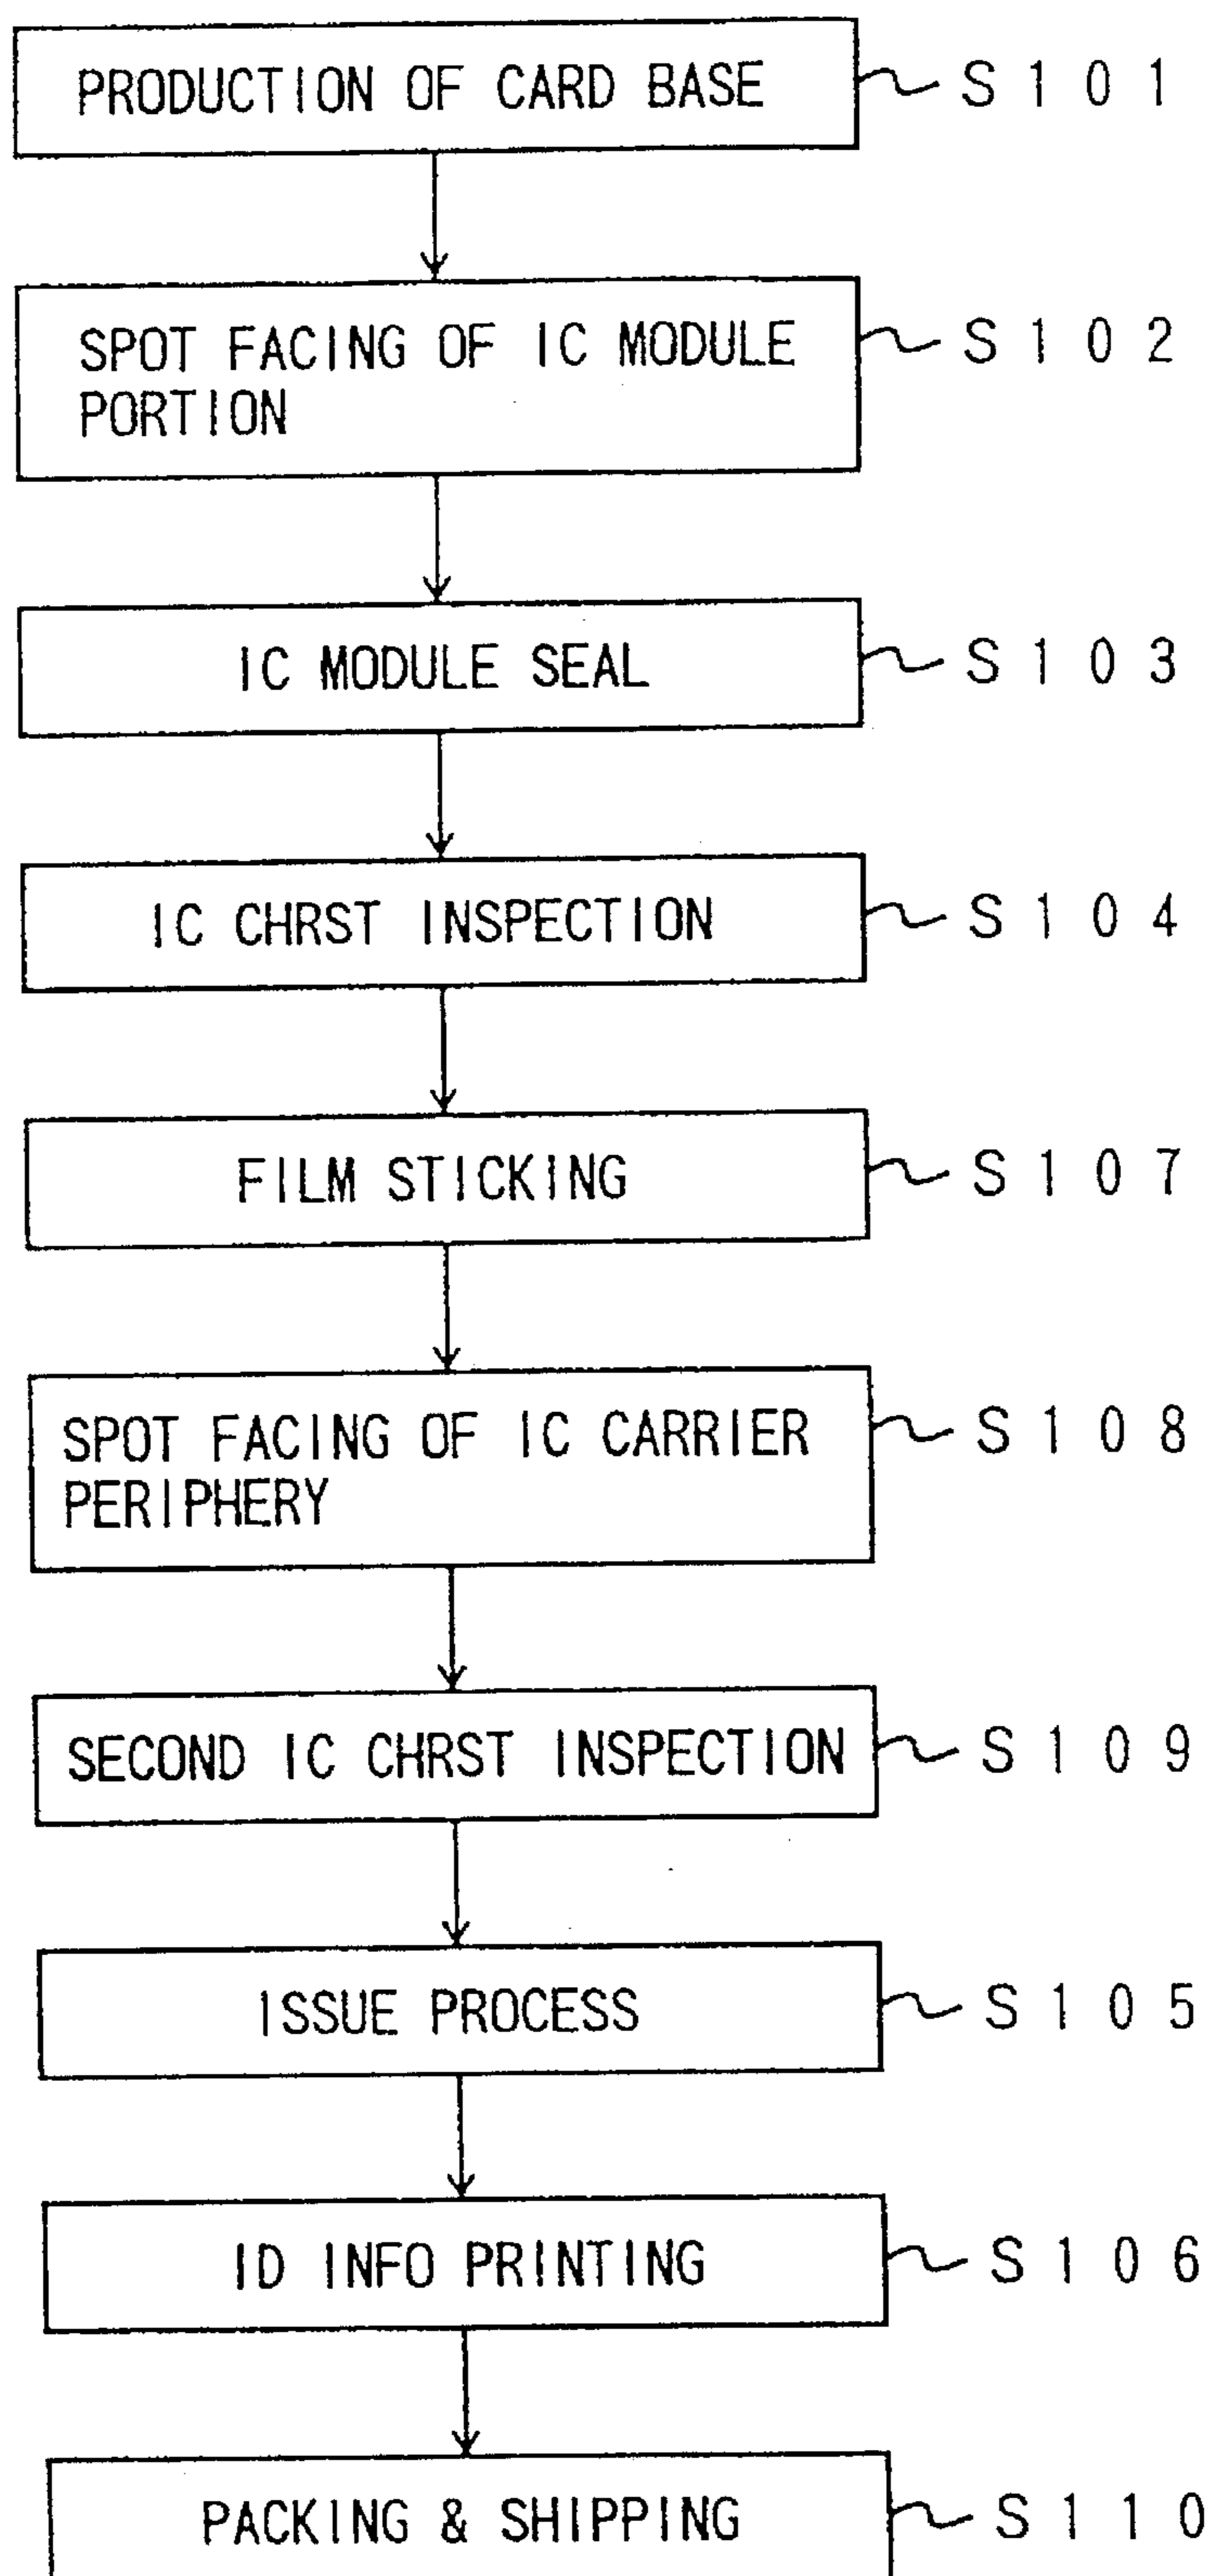 PRODUCTION OF CARD BASE S101
SPOT FACING OF IC MODULE S102
PORTION
IC MODULE SEAL S103
IC CHRST INSPECTION S104
FILM STICKING S107
SPOT FACING OF IC CARRIER S108
PERIPHERY
SECOND IC CHRST INSPECTION S109
ISSUE PROCESS S105
ID INFO PRINTING S106
PACKING & SHIPPING S110